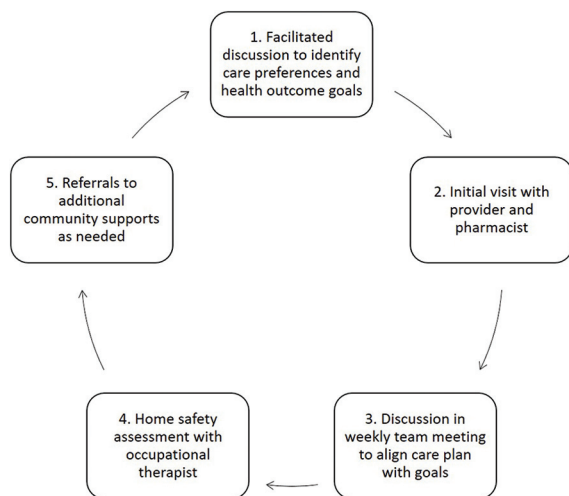 1. Facilitated
discussion to identify
care preferences and
health outcome goals
2. Initial visit with
provider and
pharmacist
3. Discussion in
weekly team meeting
to align care plan
with goals
4. Home safety
assessment with
occupational
therapist
5. Referrals to
additional
community supports
as needed